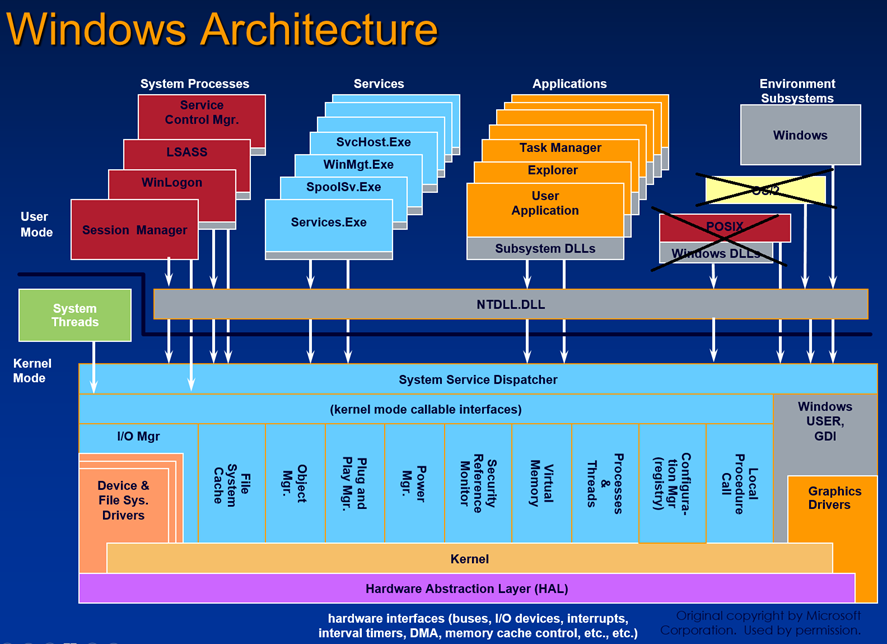 Windows Architecture
System Processes
Services
Applications
Environment
Subsystems
Service
Control Mgr.
LSASS
WinLogon
Session Manager
SvcHost.Exe
WinMgt.Exe
SpoolSv.Exe
Services.Exe
Task Manager
Explorer
User
Application
Subsystem DLLs
Windows
OS/2
POSIX
Windows DLLs
User
Mode
NTDLL.DLL
System
Threads
Kernel
Mode
System Service Dispatcher
(kernel mode callable interfaces)
Windows
USER,
GDI
I/O Mgr
Device &
File Sys.
Drivers
File
System
Cache
Object
Mgr.
Plug and
Play Mgr.
Power
Mgr.
Security
Reference
Monitor
Virtual
Memory
Processes
&
Threads
Configura-
tion Mgr
(registry)
Local
Procedure
Call
Graphics
Drivers
Kernel
Hardware Abstraction Layer (HAL)
hardware interfaces (buses, I/O devices, interrupts,
interval timers, DMA, memory cache control, etc., etc.)
Original copyright by Microsoft
Corporation. Used by permission.